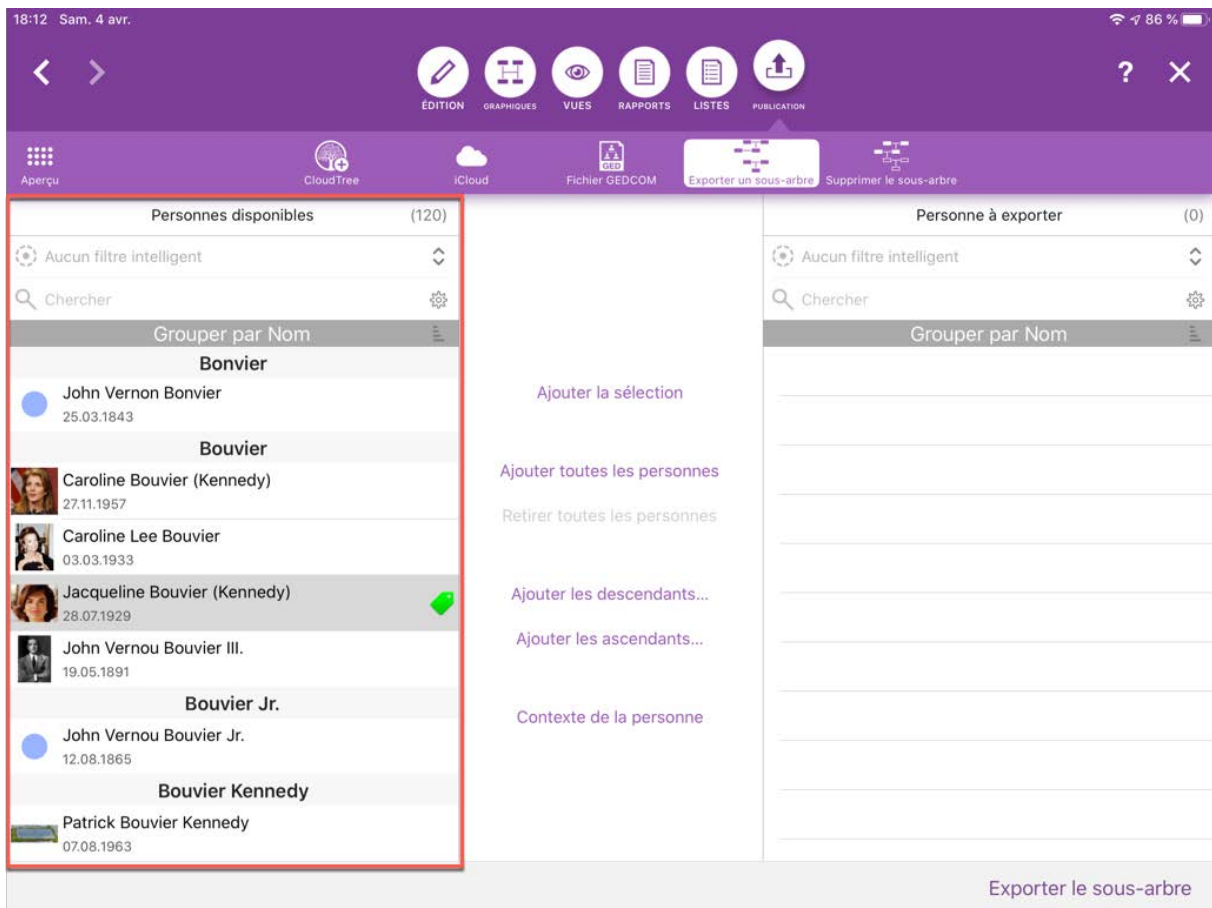 18:12 Sam. 4 avr.
86 %
ÉDITION
GRAPHIQUES
VUES
RAPPORTS
LISTES
PUBLICATION
?
Aperçu
CloudTree
iCloud
GED
Fichier GEDCOM
Exporter un sous-arbre
Supprimer le sous-arbre
Personnes disponibles (120)
Aucun filtre intelligent
Chercher
Grouper par Nom
Bonvier
John Vernon Bonvier
25.03.1843
Bouvier
Caroline Bouvier (Kennedy)
27.11.1957
Caroline Lee Bouvier
03.03.1933
Jacqueline Bouvier (Kennedy)
28.07.1929
John Vernou Bouvier III.
19.05.1891
Bouvier Jr.
John Vernou Bouvier Jr.
12.08.1865
Bouvier Kennedy
Patrick Bouvier Kennedy
07.08.1963
Ajouter la sélection
Ajouter toutes les personnes
Retirer toutes les personnes
Ajouter les descendants...
Ajouter les ascendants...
Contexte de la personne
Personne à exporter (0)
Aucun filtre intelligent
Chercher
Grouper par Nom
Exporter le sous-arbre